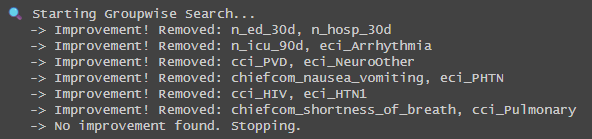 🔍 Starting Groupwise Search...
-> Improvement! Removed: n_ed_30d, n_hosp_30d
-> Improvement! Removed: n_icu_90d, eci_Arrhythmia
-> Improvement! Removed: cci_PVD, eci_NeuroOther
-> Improvement! Removed: chiefcom_nausea_vomiting, eci_PHTN
-> Improvement! Removed: cci_HIV, eci_HTN1
-> Improvement! Removed: chiefcom_shortness_of_breath, cci_Pulmonary
-> No improvement found. Stopping.